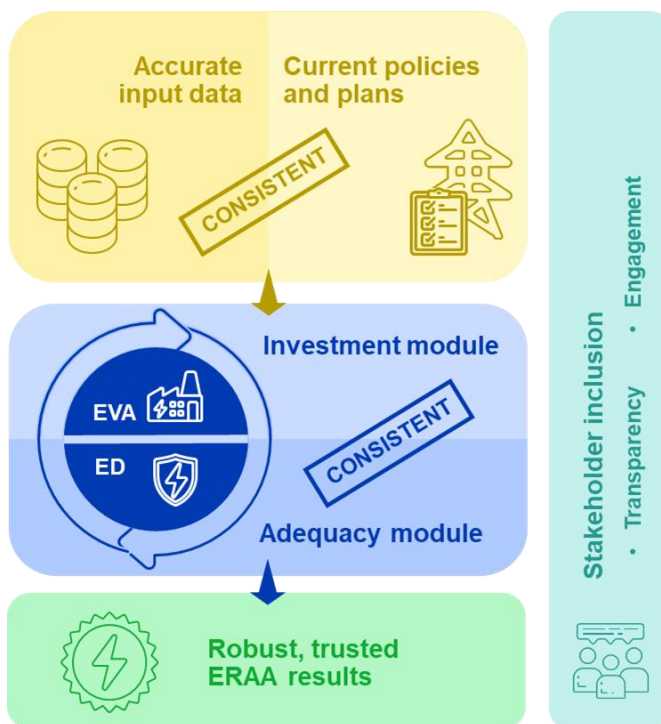 Accurate
input data
Current policies
and plans
CONSISTENT
Investment module
EVA
ED
CONSISTENT
Adequacy module
Robust, trusted
ERAA results
Stakeholder inclusion
• Transparency • Engagement